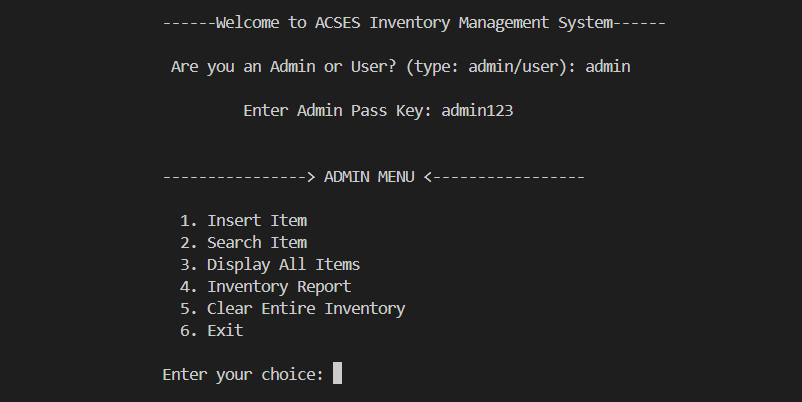 ------Welcome to ACSES Inventory Management System------
Are you an Admin or User? (type: admin/user): admin
Enter Admin Pass Key: admin123
----------------> ADMIN MENU <-----------------
1. Insert Item
2. Search Item
3. Display All Items
4. Inventory Report
5. Clear Entire Inventory
6. Exit
Enter your choice: